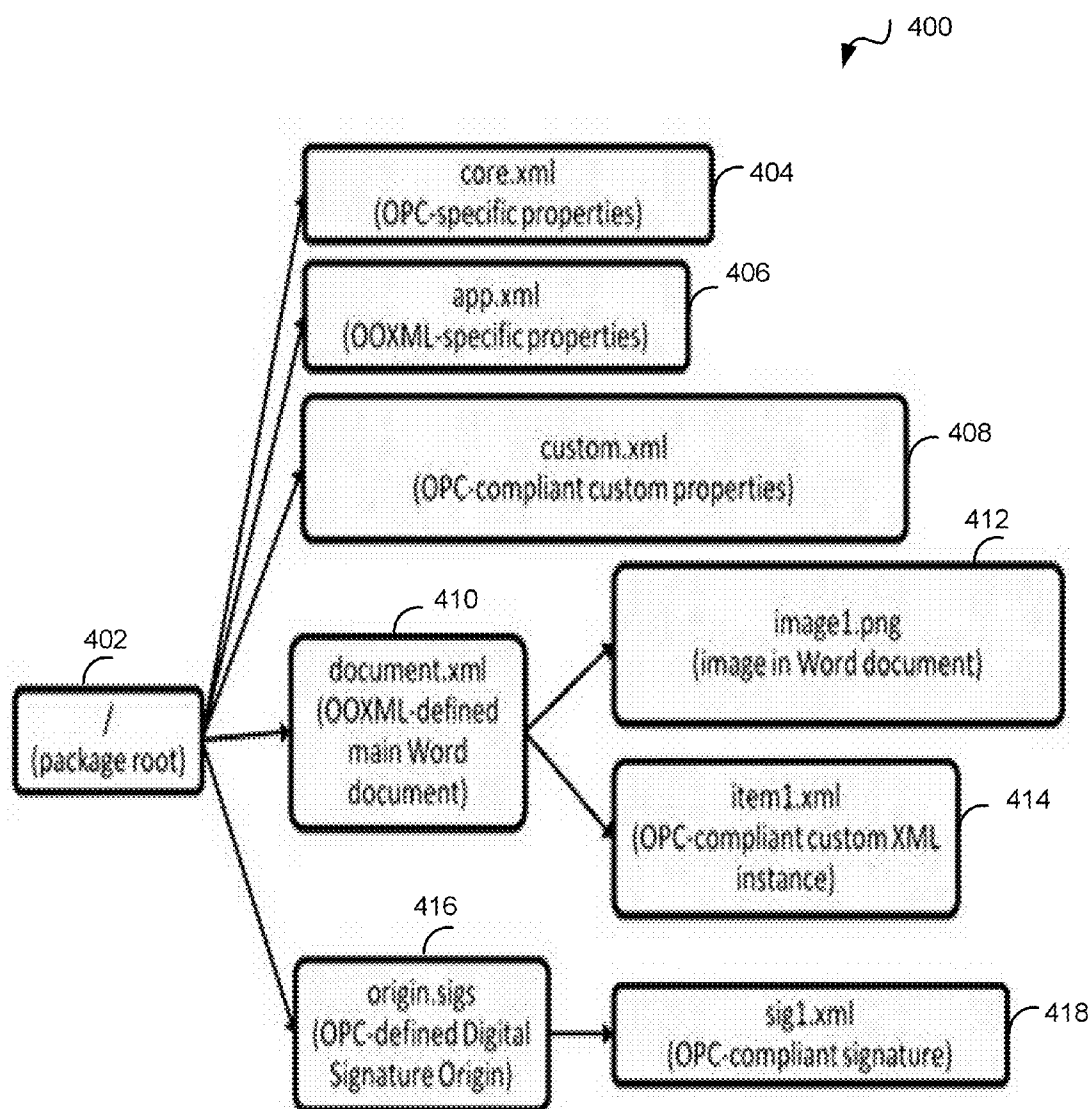 400
core.xml
(OPC-specific properties)
404
app.xml
(OOXML-specific properties)
406
custom.xml
(OPC-compliant custom properties)
408
402
/
(package root)
410
document.xml
(OOXML-defined
main Word
document)
412
image1.png
(image in Word document)
item1.xml
(OPC-compliant custom XML
instance)
414
416
origin.sigs
(OPC-defined Digital
Signature Origin)
sig1.xml
(OPC-compliant signature)
418